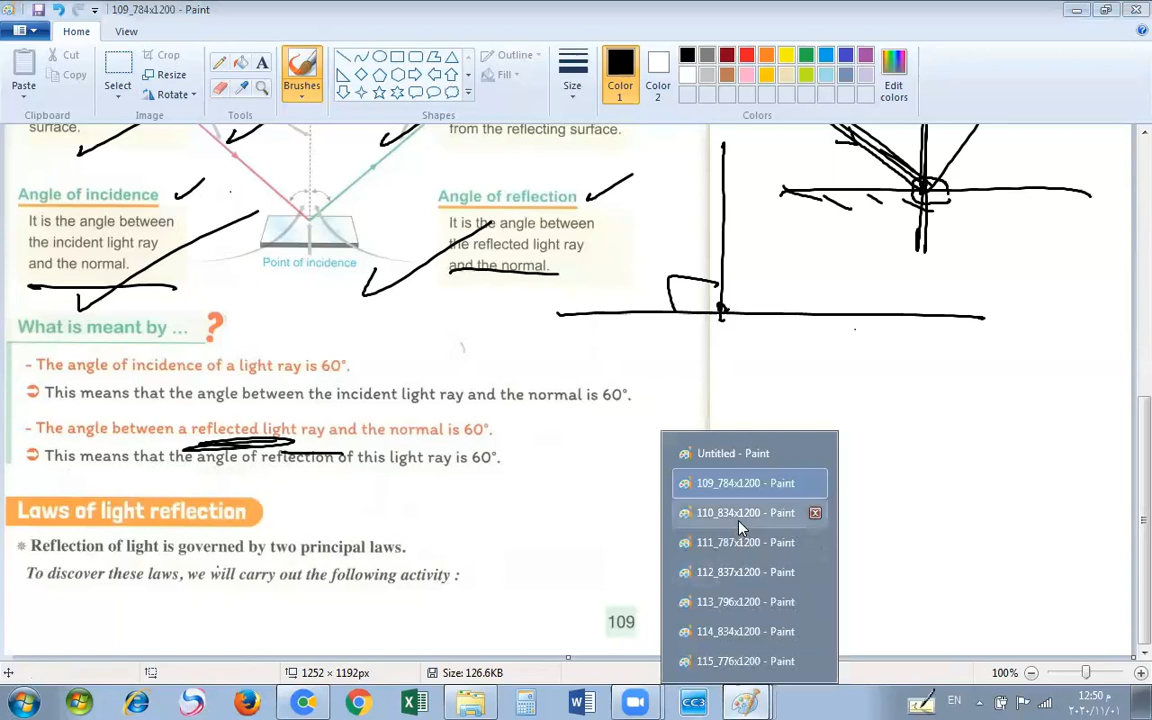 109_784x1200 - Paint
Home
View
Paste
Cut
Copy
Clipboard
Select
Crop
Resize
Rotate
Image
A
Tools
Brushes
Outline
Fill
Shapes
Size
Color 1
Color 2
Edit colors
Colors
surface.
from the reflecting surface.
Angle of incidence
It is the angle between
the incident light ray
and the normal.
Angle of reflection
It is the angle between
the reflected light ray
and the normal.
Point of incidence
What is meant by ... ?
- The angle of incidence of a light ray is 60°.
This means that the angle between the incident light ray and the normal is 60°.
- The angle between a reflected light ray and the normal is 60°.
This means that the angle of reflection of this light ray is 60°.
Laws of light reflection
Reflection of light is governed by two principal laws.
To discover these laws, we will carry out the following activity :
109
Untitled - Paint
109_784x1200 - Paint
110_834x1200 - Paint
111_787x1200 - Paint
112_837x1200 - Paint
113_796x1200 - Paint
114_834x1200 - Paint
115_776x1200 - Paint
1252 × 1192px
Size: 126.6KB
100%
CC3
EN
12:50 م
٢٠٢٠/١١/٠١